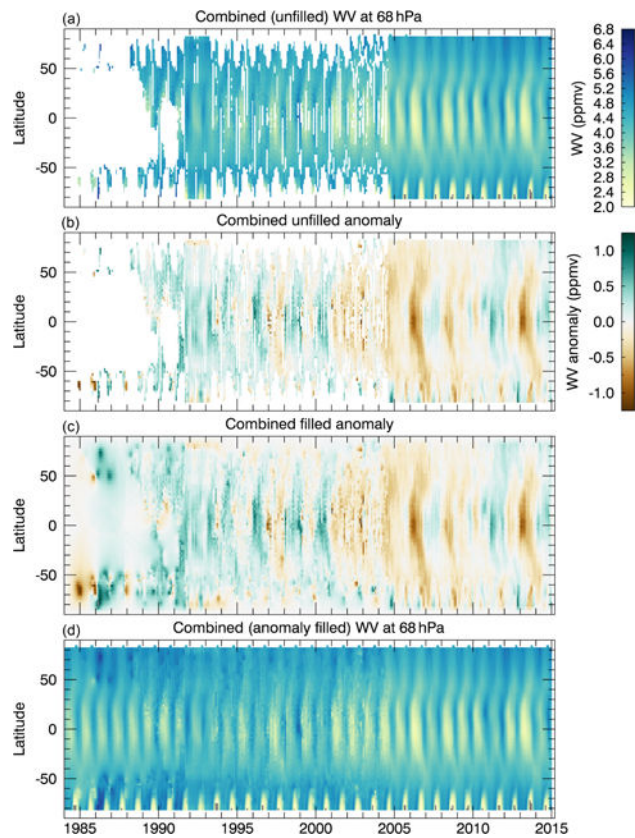 (a) Combined (unfilled) WV at 68 hPa
50
0
-50
Latitude
6.8
6.4
6.0
5.6
5.2
4.8
4.4
4.0
3.6
3.2
2.8
2.4
2.0
WV (ppmv)
(b) Combined unfilled anomaly
50
0
-50
Latitude
1.0
0.5
0.0
-0.5
-1.0
WV anomaly (ppmv)
(c) Combined filled anomaly
50
0
-50
Latitude
(d) Combined (anomaly filled) WV at 68 hPa
50
0
-50
Latitude
1985 1990 1995 2000 2005 2010 2015